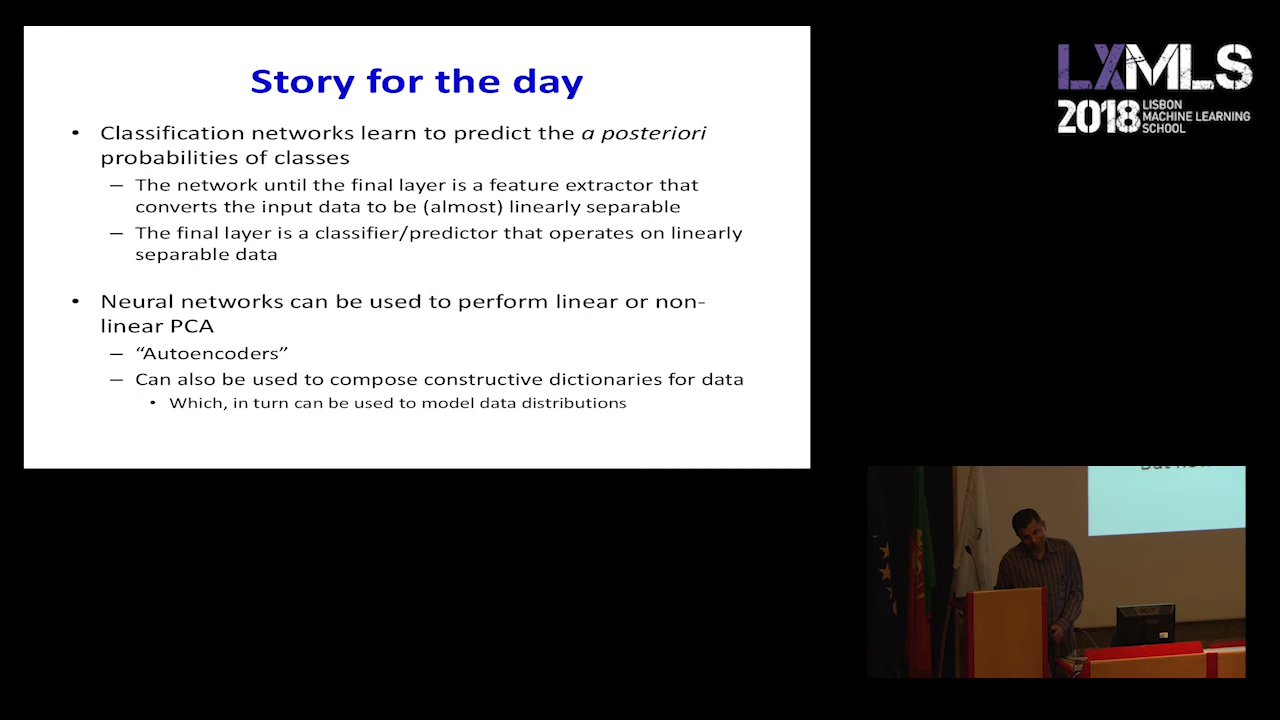 Story for the day
• Classification networks learn to predict the a posteriori
probabilities of classes
– The network until the final layer is a feature extractor that
converts the input data to be (almost) linearly separable
– The final layer is a classifier/predictor that operates on linearly
separable data
• Neural networks can be used to perform linear or non-
linear PCA
– “Autoencoders”
– Can also be used to compose constructive dictionaries for data
• Which, in turn can be used to model data distributions
LXMLS
2018 LISBON
MACHINE LEARNING
SCHOOL